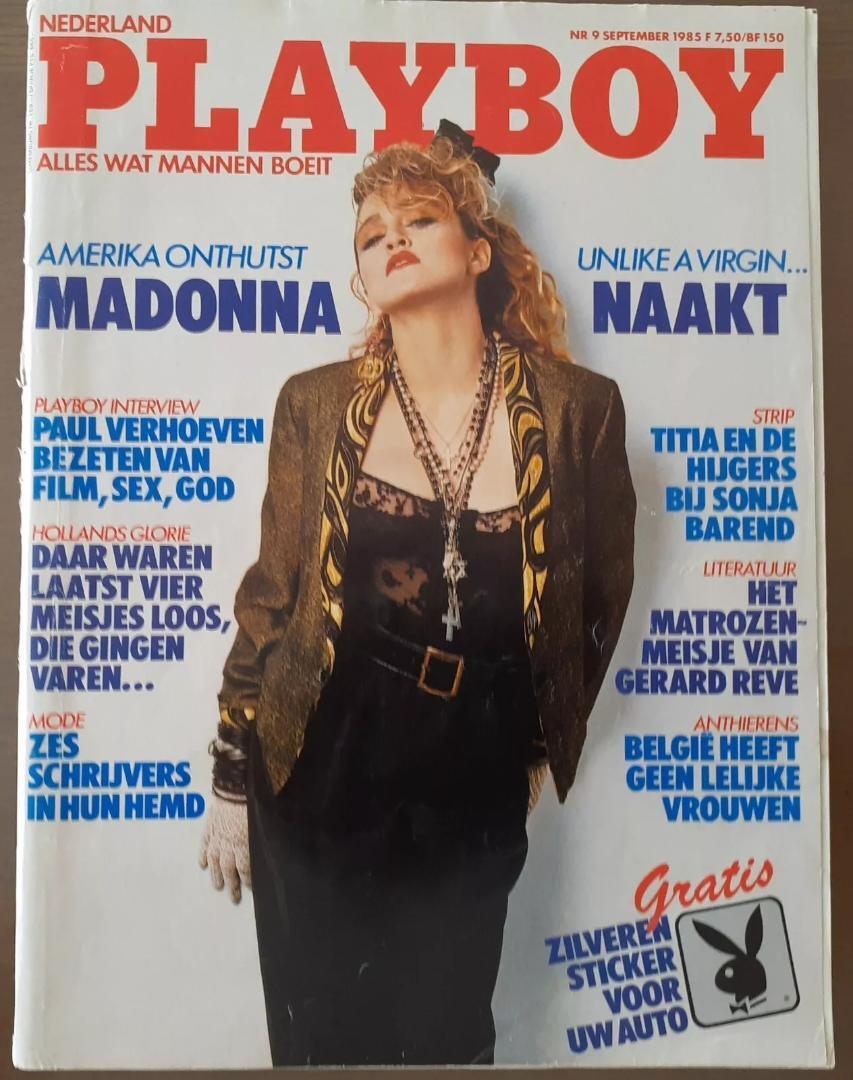 NEDERLAND
NR 9 SEPTEMBER 1985 F 7,50/BF 150
PLAYBOY
ALLES WAT MANNEN BOEIT
AMERIKA ONTHUTST
MADONNA
UNLIKE A VIRGIN...
NAAKT
PLAYBOY INTERVIEW
PAUL VERHOEVEN
BEZETEN VAN
FILM, SEX, GOD
HOLLANDS GLORIE
DAAR WAREN
LAATST VIER
MEISJES LOOS,
DIE GINGEN
VAREN...
MODE
ZES
SCHRIJVERS
IN HUN HEMD
STRIP
TITIA EN DE
HIJGERS
BIJ SONJA
BAREND
LITERATUUR
HET
MATROZEN-
MEISJE VAN
GERARD REVE
ANTHIERENS
BELGIË HEEFT
GEEN LELIJKE
VROUWEN
Gratis
ZILVEREN
STICKER
VOOR
UW AUTO